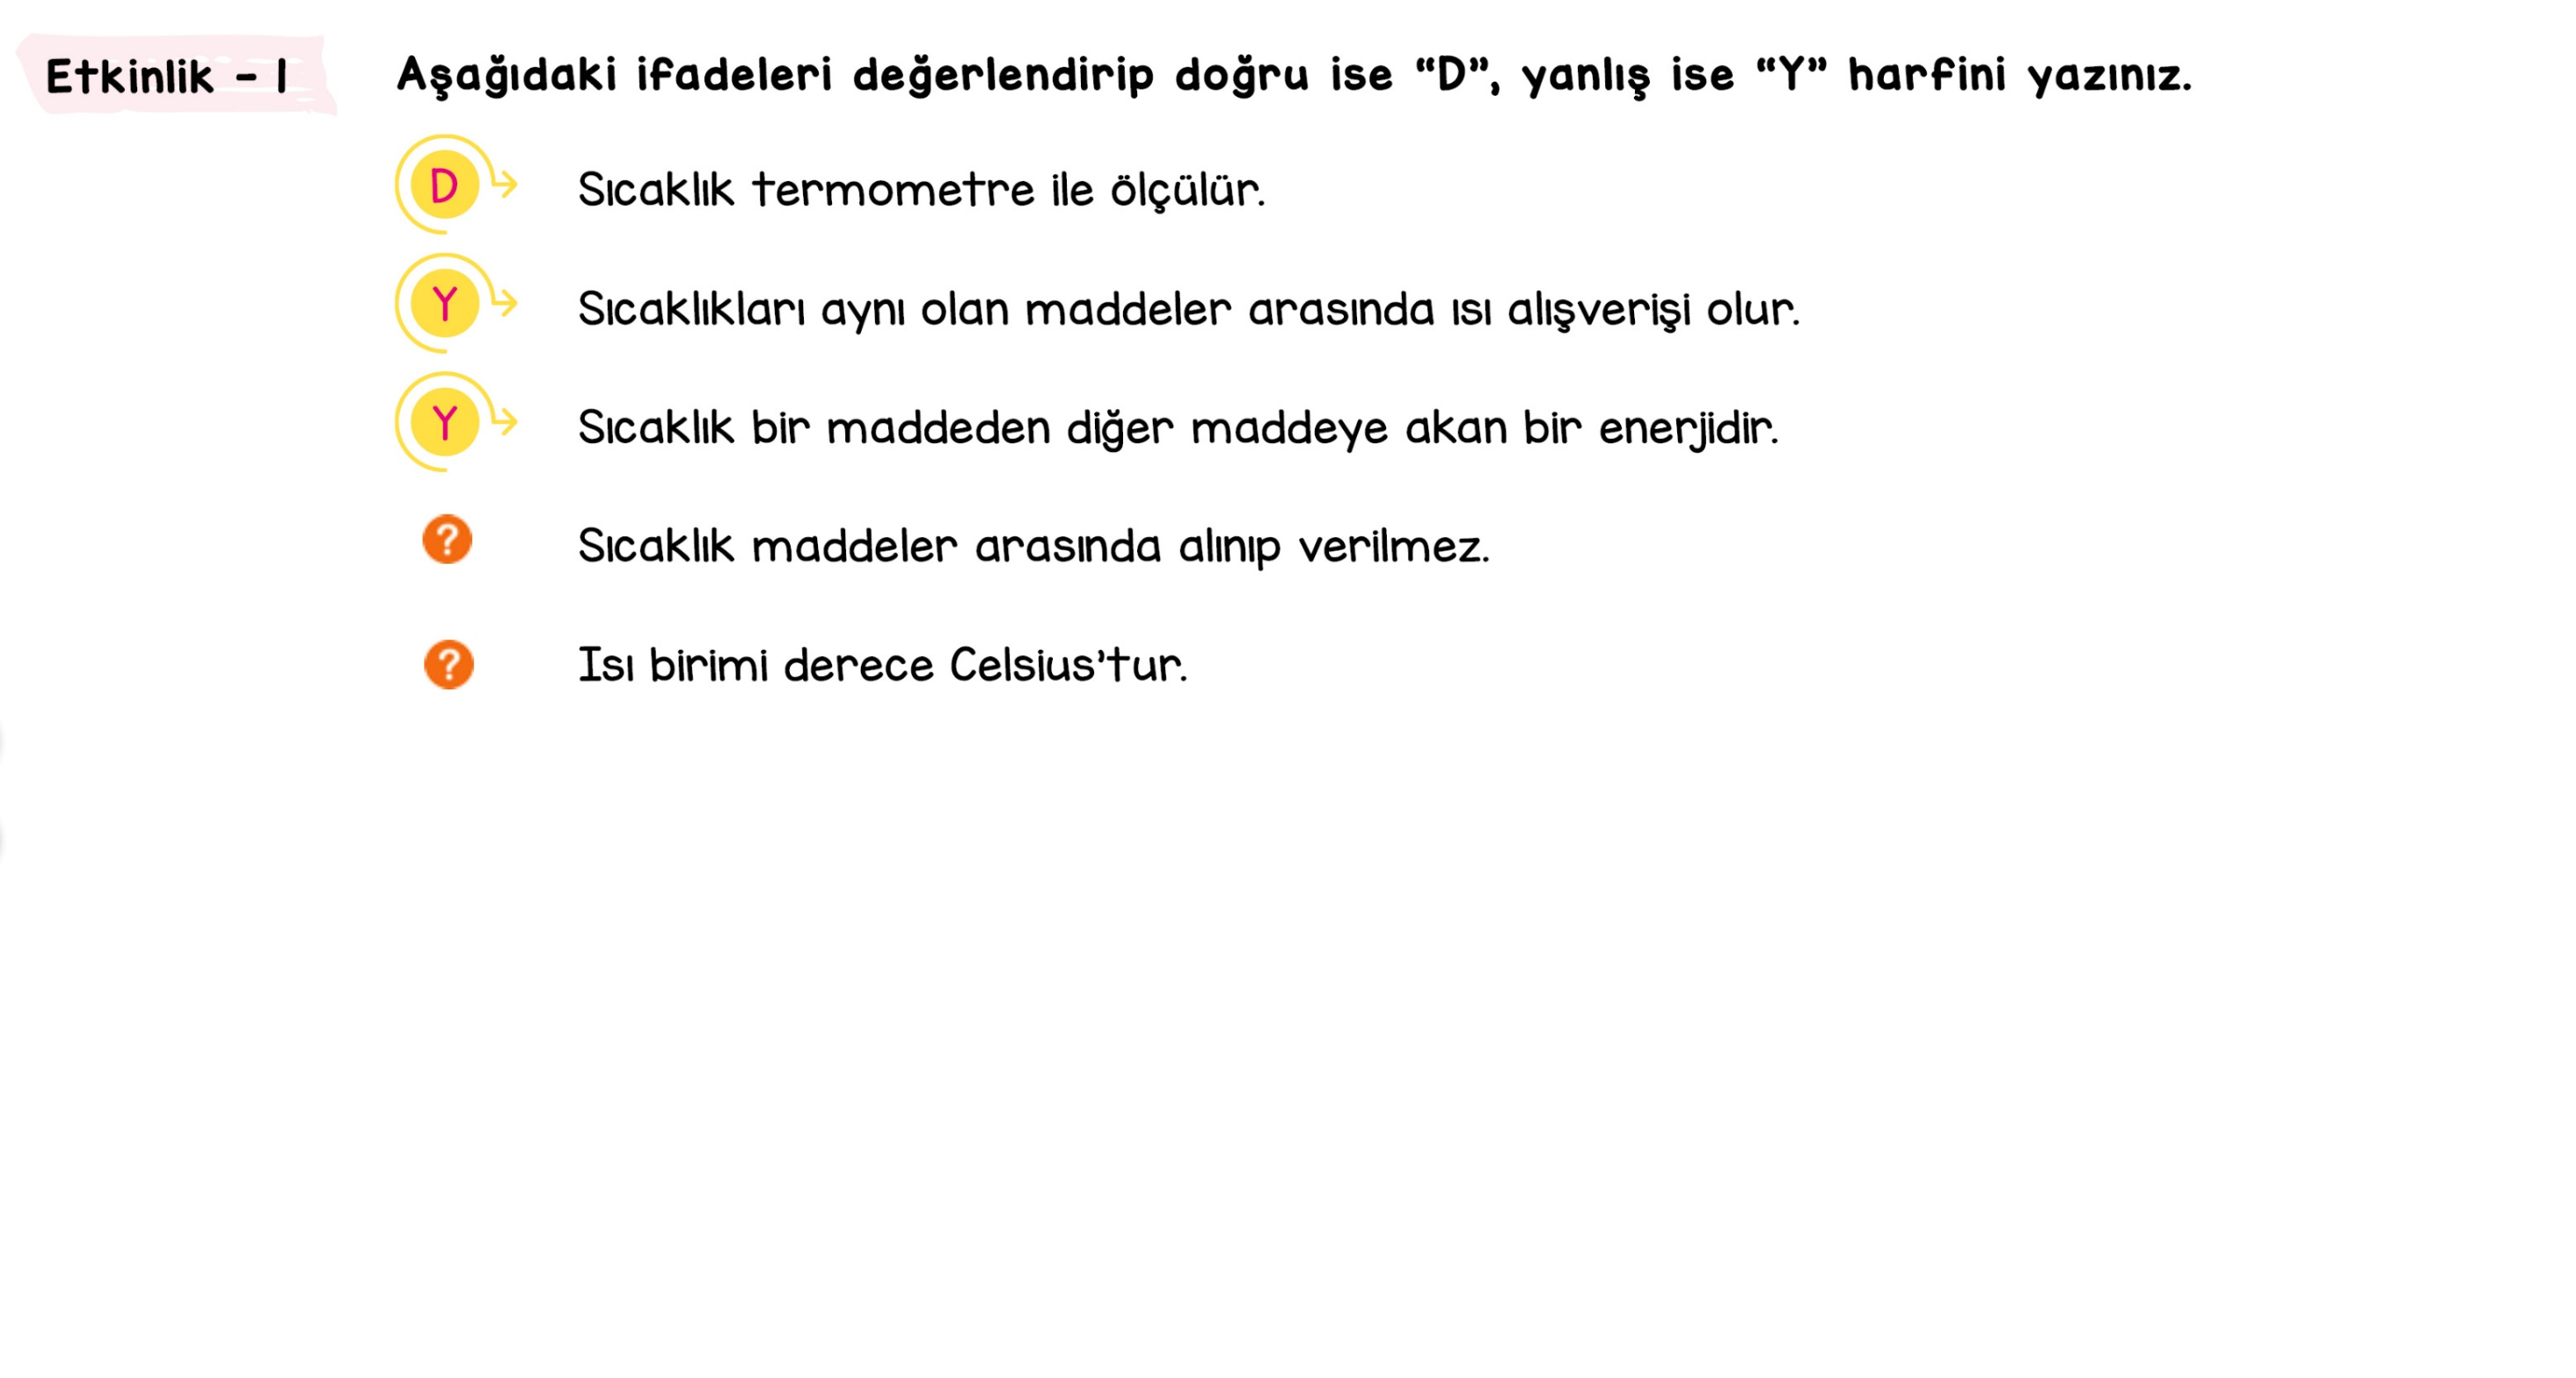 Etkinlik - 1
Aşağıdaki ifadeleri değerlendirip doğru ise “D”, yanlış ise “Y” harfini yazınız.
D Sıcaklık termometre ile ölçülür.
Y Sıcaklıkları aynı olan maddeler arasında ısı alışverişi olur.
Y Sıcaklık bir maddeden diğer maddeye akan bir enerjidir.
? Sıcaklık maddeler arasında alınıp verilmez.
? Isı birimi derece Celsius’tur.